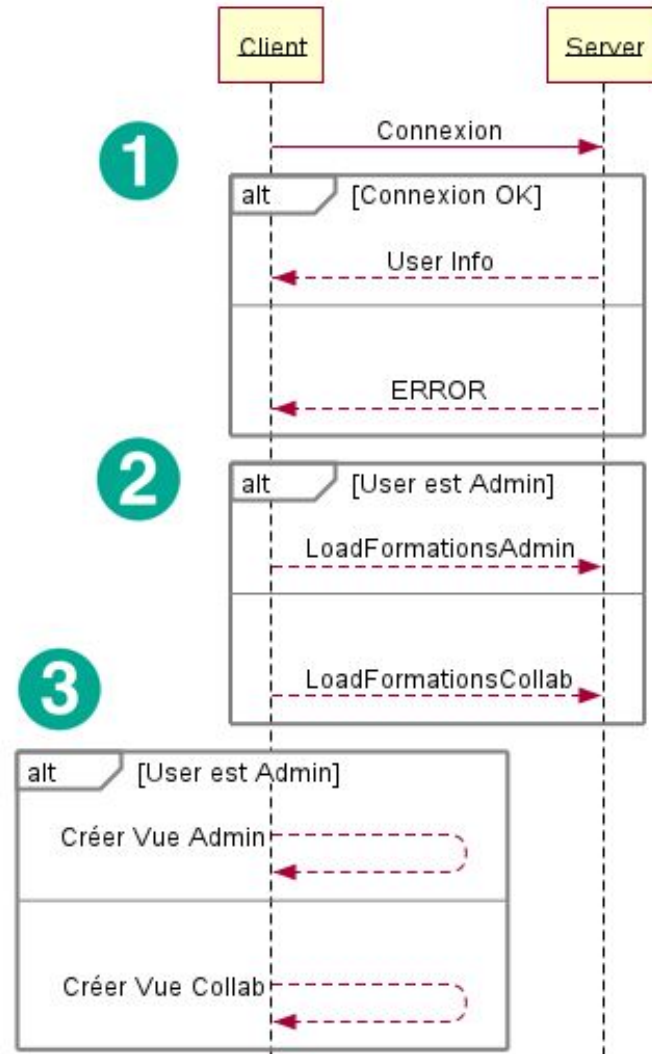 Client
Server
Connexion
1
alt
[Connexion OK]
User Info
ERROR
2
alt
[User est Admin]
LoadFormationsAdmin
LoadFormationsCollab
3
alt
[User est Admin]
Créer Vue Admin
Créer Vue Collab